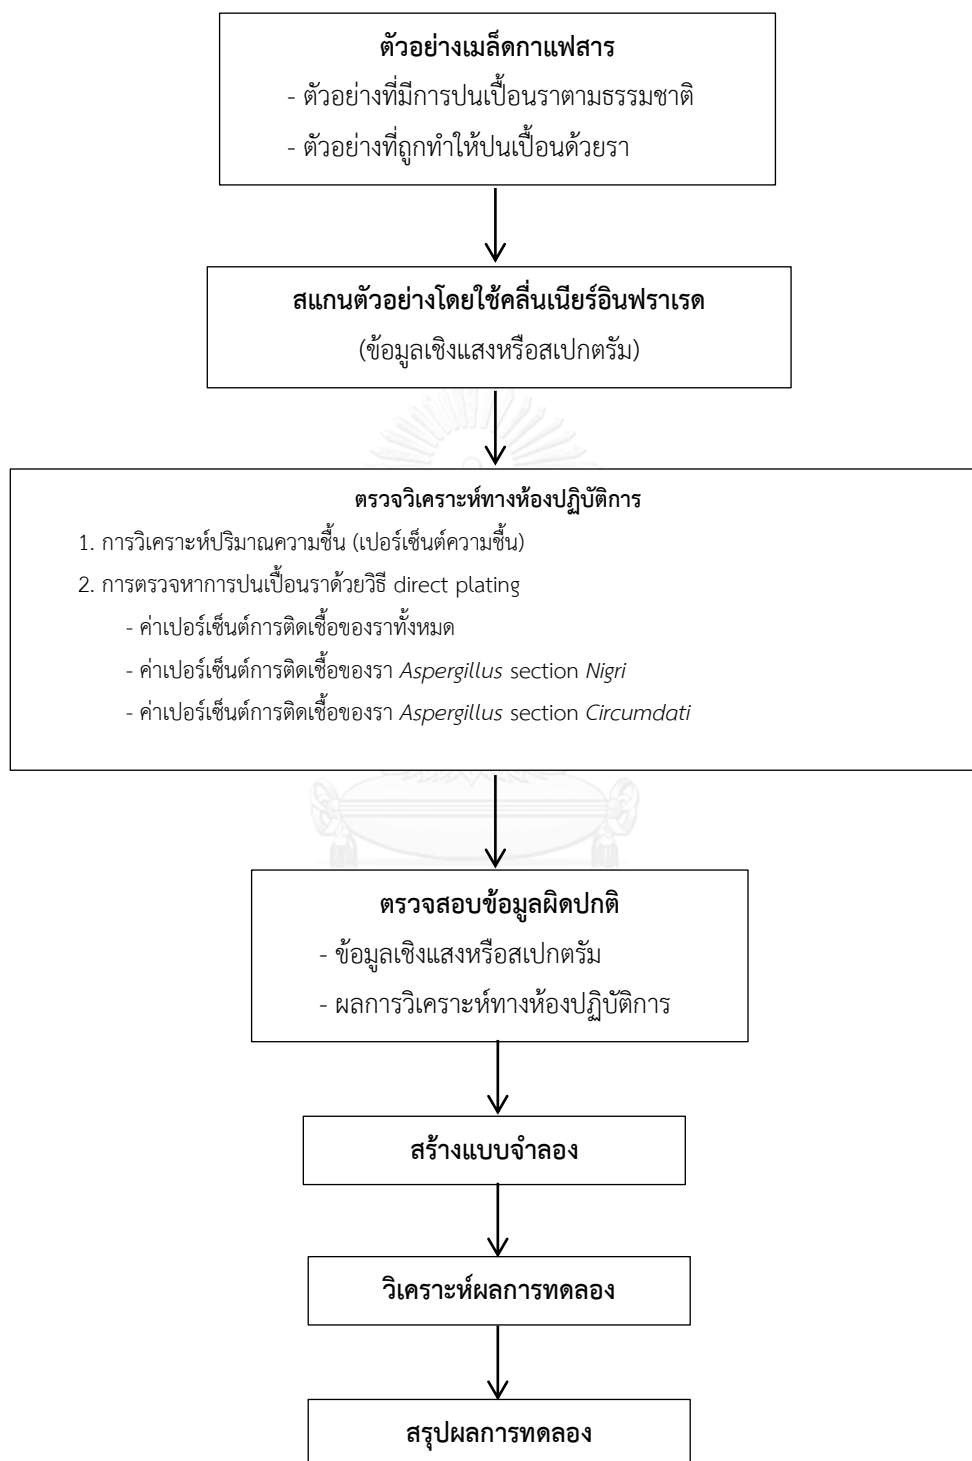 ตัวอย่างเมล็ดกาแฟสาร
- ตัวอย่างที่มีการปนเปื้อนราตามธรรมชาติ
- ตัวอย่างที่ถูกทำให้ปนเปื้อนด้วยรา
สแกนตัวอย่างโดยใช้คลื่นเนียร์อินฟราเรด
(ข้อมูลเชิงแสงหรือสเปกตรัม)
ตรวจวิเคราะห์ทางห้องปฏิบัติการ
1. การวิเคราะห์ปริมาณความชื้น (เปอร์เซ็นต์ความชื้น)
2. การตรวจหาการปนเปื้อนราด้วยวิธี direct plating
- ค่าเปอร์เซ็นต์การติดเชื้อของราทั้งหมด
- ค่าเปอร์เซ็นต์การติดเชื้อของรา Aspergillus section Nigri
- ค่าเปอร์เซ็นต์การติดเชื้อของรา Aspergillus section Circumdati
ตรวจสอบข้อมูลผิดปกติ
- ข้อมูลเชิงแสงหรือสเปกตรัม
- ผลการวิเคราะห์ทางห้องปฏิบัติการ
สร้างแบบจำลอง
วิเคราะห์ผลการทดลอง
สรุปผลการทดลอง